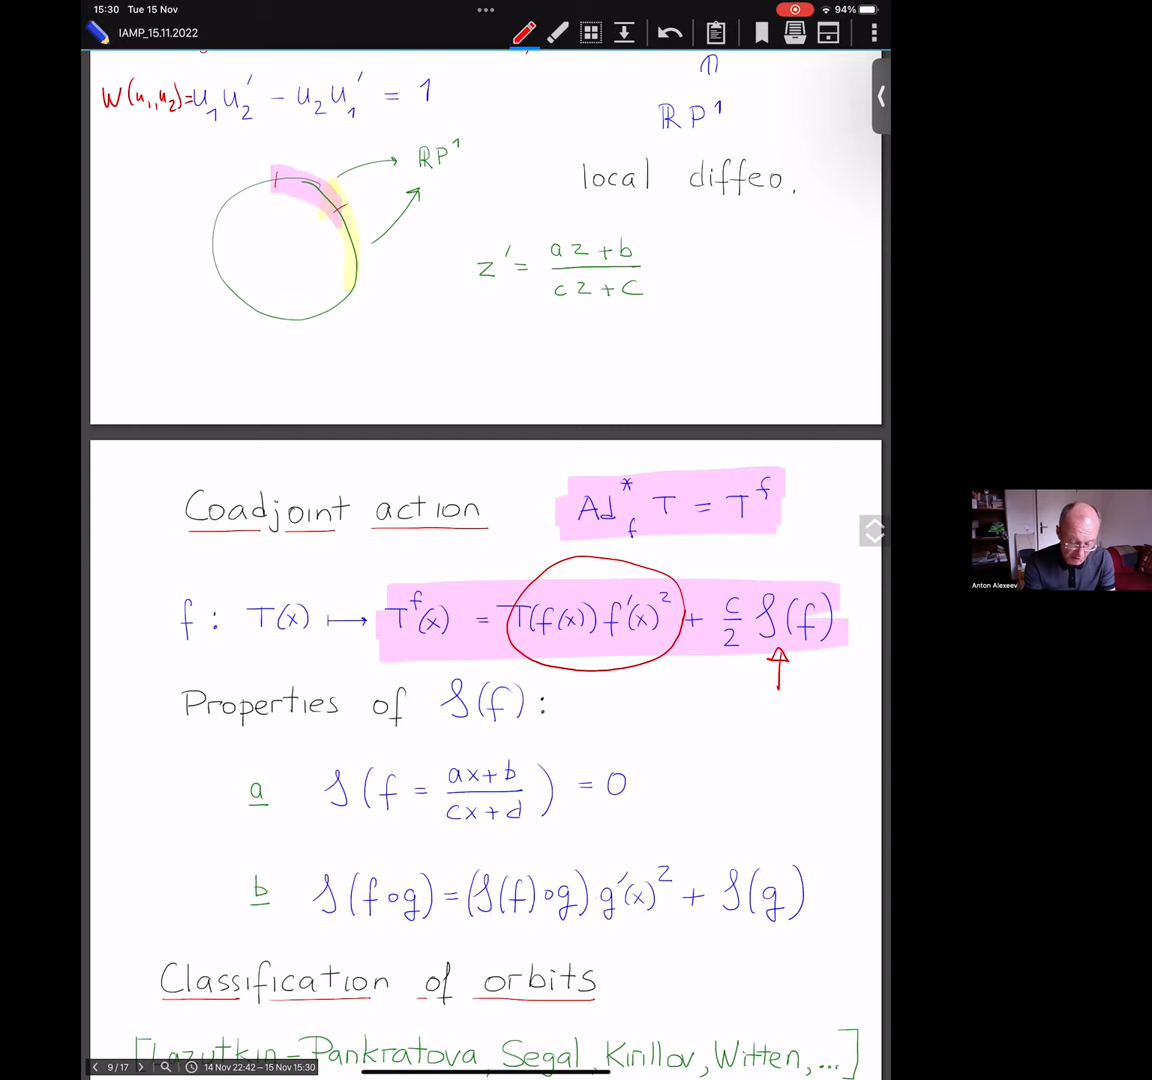 15:30 Tue 15 Nov
94%
IAMP_15.11.2022
W(u₁,u₂)= u₁u₂′ − u₂u₁′ = 1
⇑
ℝP¹
ℝP¹
local diffeo.
z′ = (az+b)/(cz+c)
Coadjoint action
Ad*_f T = T^f
f : T(x) ⟼ T^f(x) = T(f(x)) f′(x)² + c/2 S(f)
Properties of S(f) :
a S(f = (ax+b)/(cx+d)) = 0
b S(f∘g) = (S(f)∘g) · g′(x)² + S(g)
Classification of orbits
[Lazutkin-Pankratova, Segal, Kirillov, Witten, ...]
9/17
14 Nov 22:42 – 15 Nov 15:30
Anton Alexeev